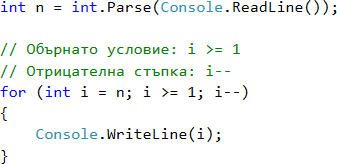 int n = int.Parse(Console.ReadLine());
// Обърнато условие: i >= 1
// Отрицателна стъпка: i--
for (int i = n; i >= 1; i--)
{
    Console.WriteLine(i);
}